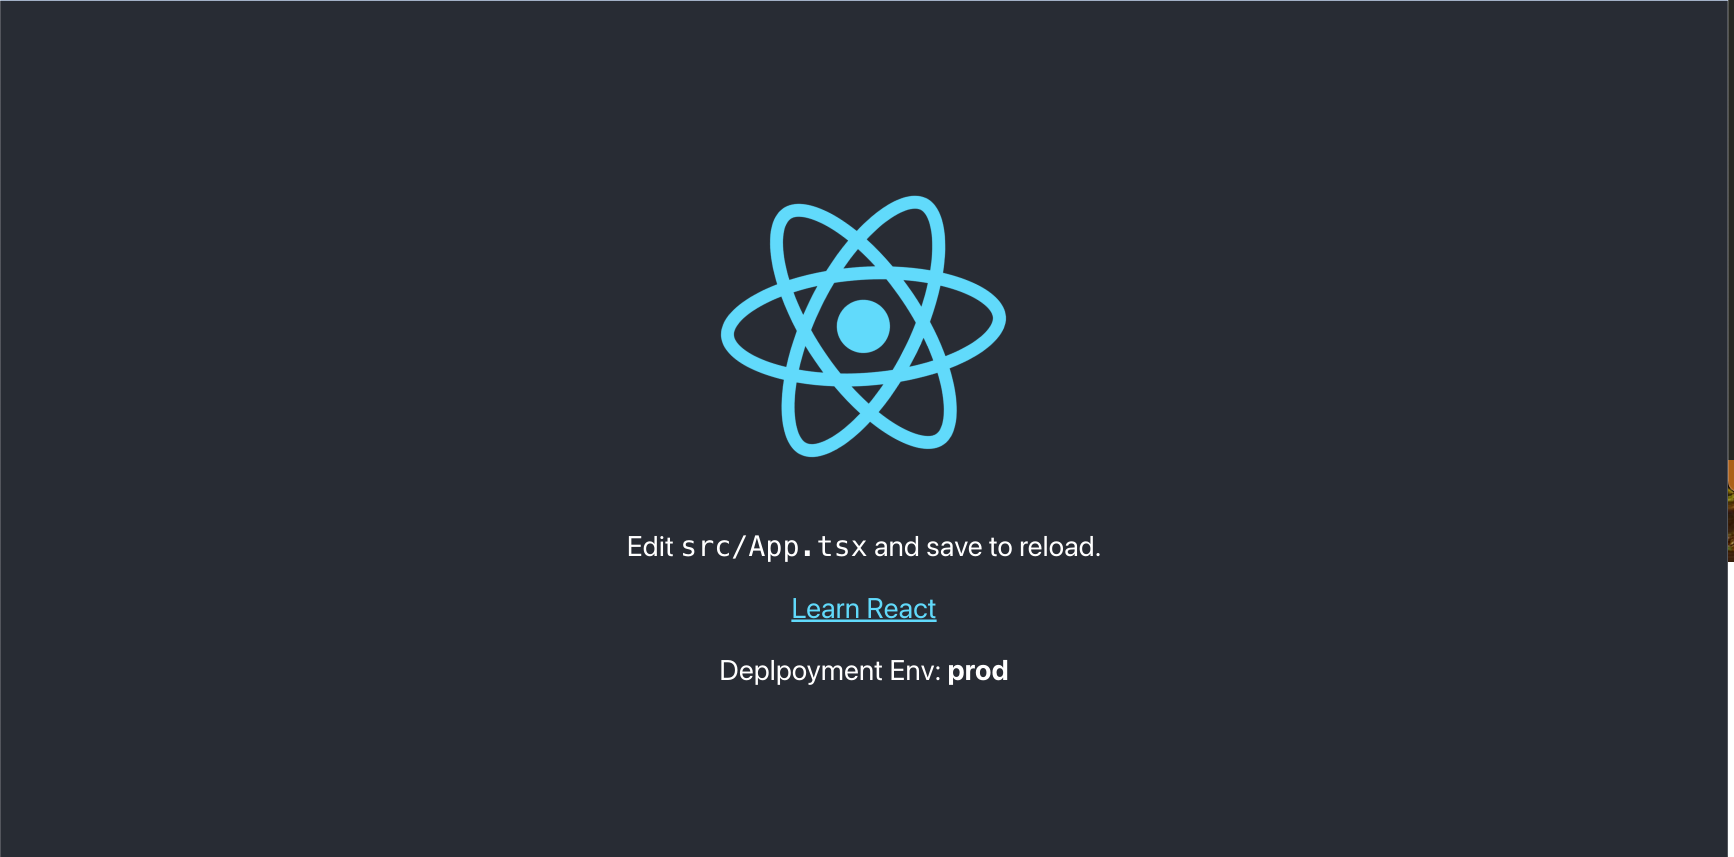 Edit src/App.tsx and save to reload.
Learn React
Deplpoyment Env: prod